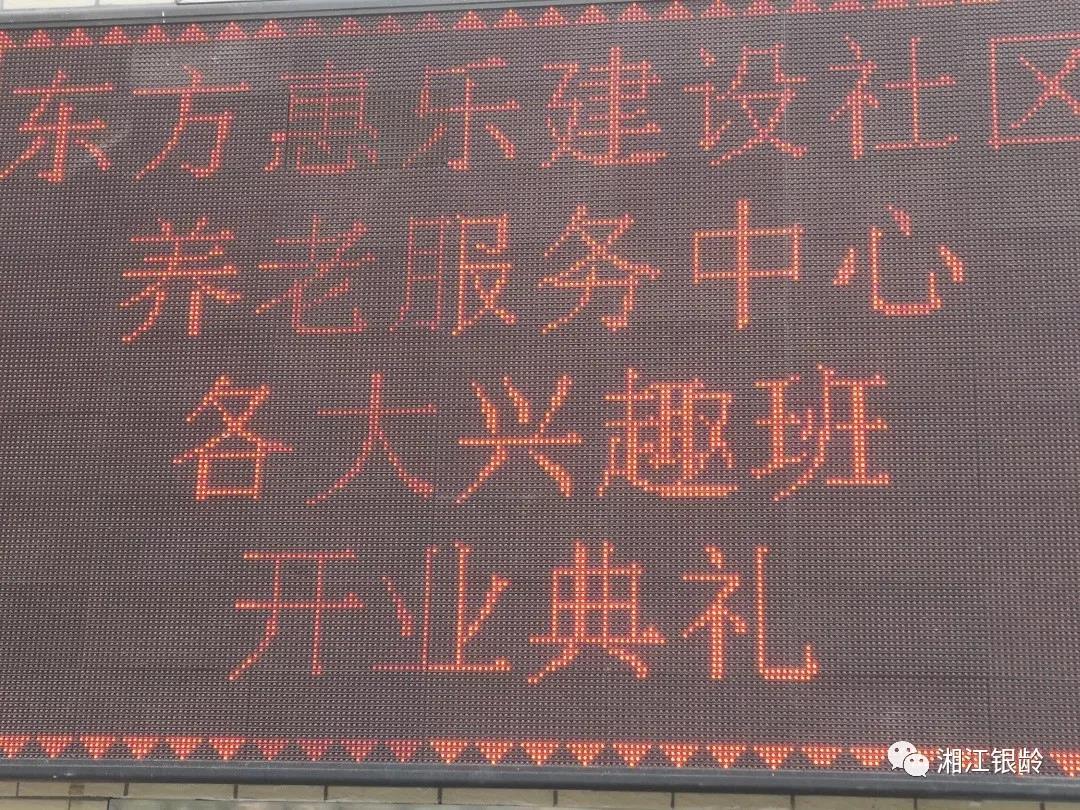 东方惠乐建设社区
养老服务中心
各大兴趣班
开业典礼
湘江银龄